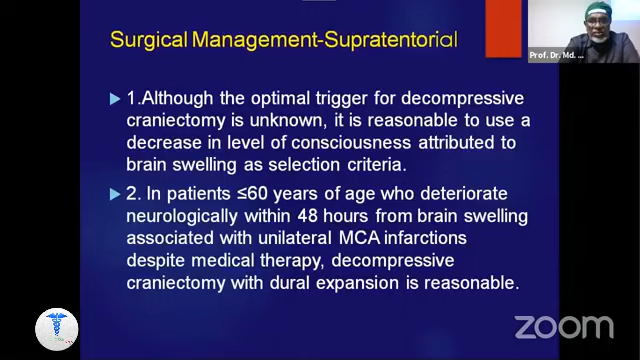 Surgical Management-Supratentorial
Prof. Dr. Md. ...
1.Although the optimal trigger for decompressive
craniectomy is unknown, it is reasonable to use a
decrease in level of consciousness attributed to
brain swelling as selection criteria.
2. In patients ≤60 years of age who deteriorate
neurologically within 48 hours from brain swelling
associated with unilateral MCA infarctions
despite medical therapy, decompressive
craniectomy with dural expansion is reasonable.
zoom